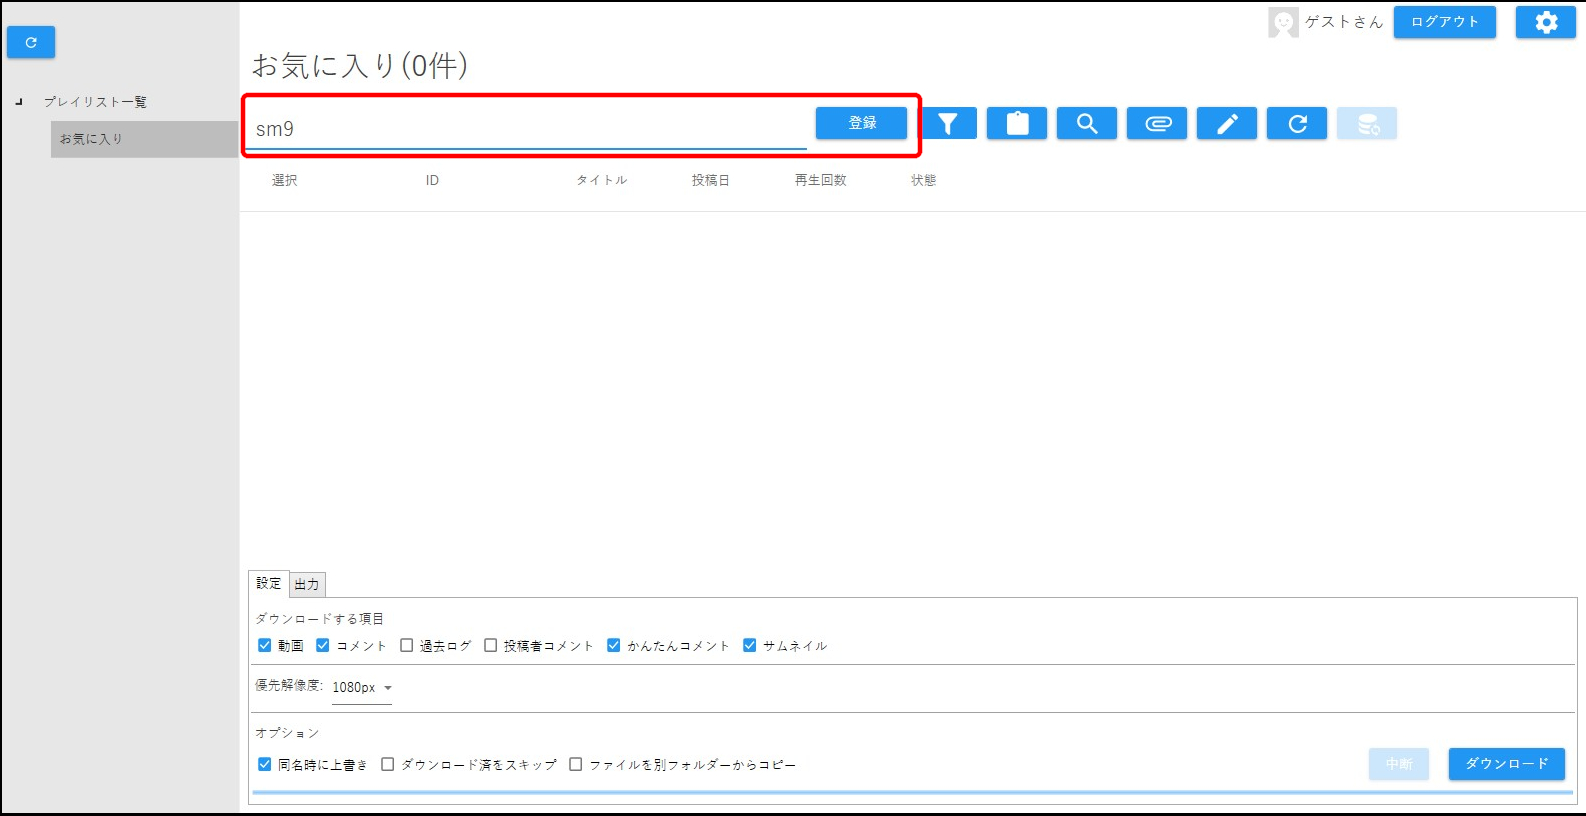 ゲストさん ログアウト
お気に入り(0件)
プレイリスト一覧
お気に入り
sm9 登録
選択 ID タイトル 投稿日 再生回数 状態
設定 出力
ダウンロードする項目
動画 コメント 過去ログ 投稿者コメント かんたんコメント サムネイル
優先解像度: 1080px
オプション
同名時に上書き ダウンロード済をスキップ ファイルを別フォルダーからコピー 中断 ダウンロード